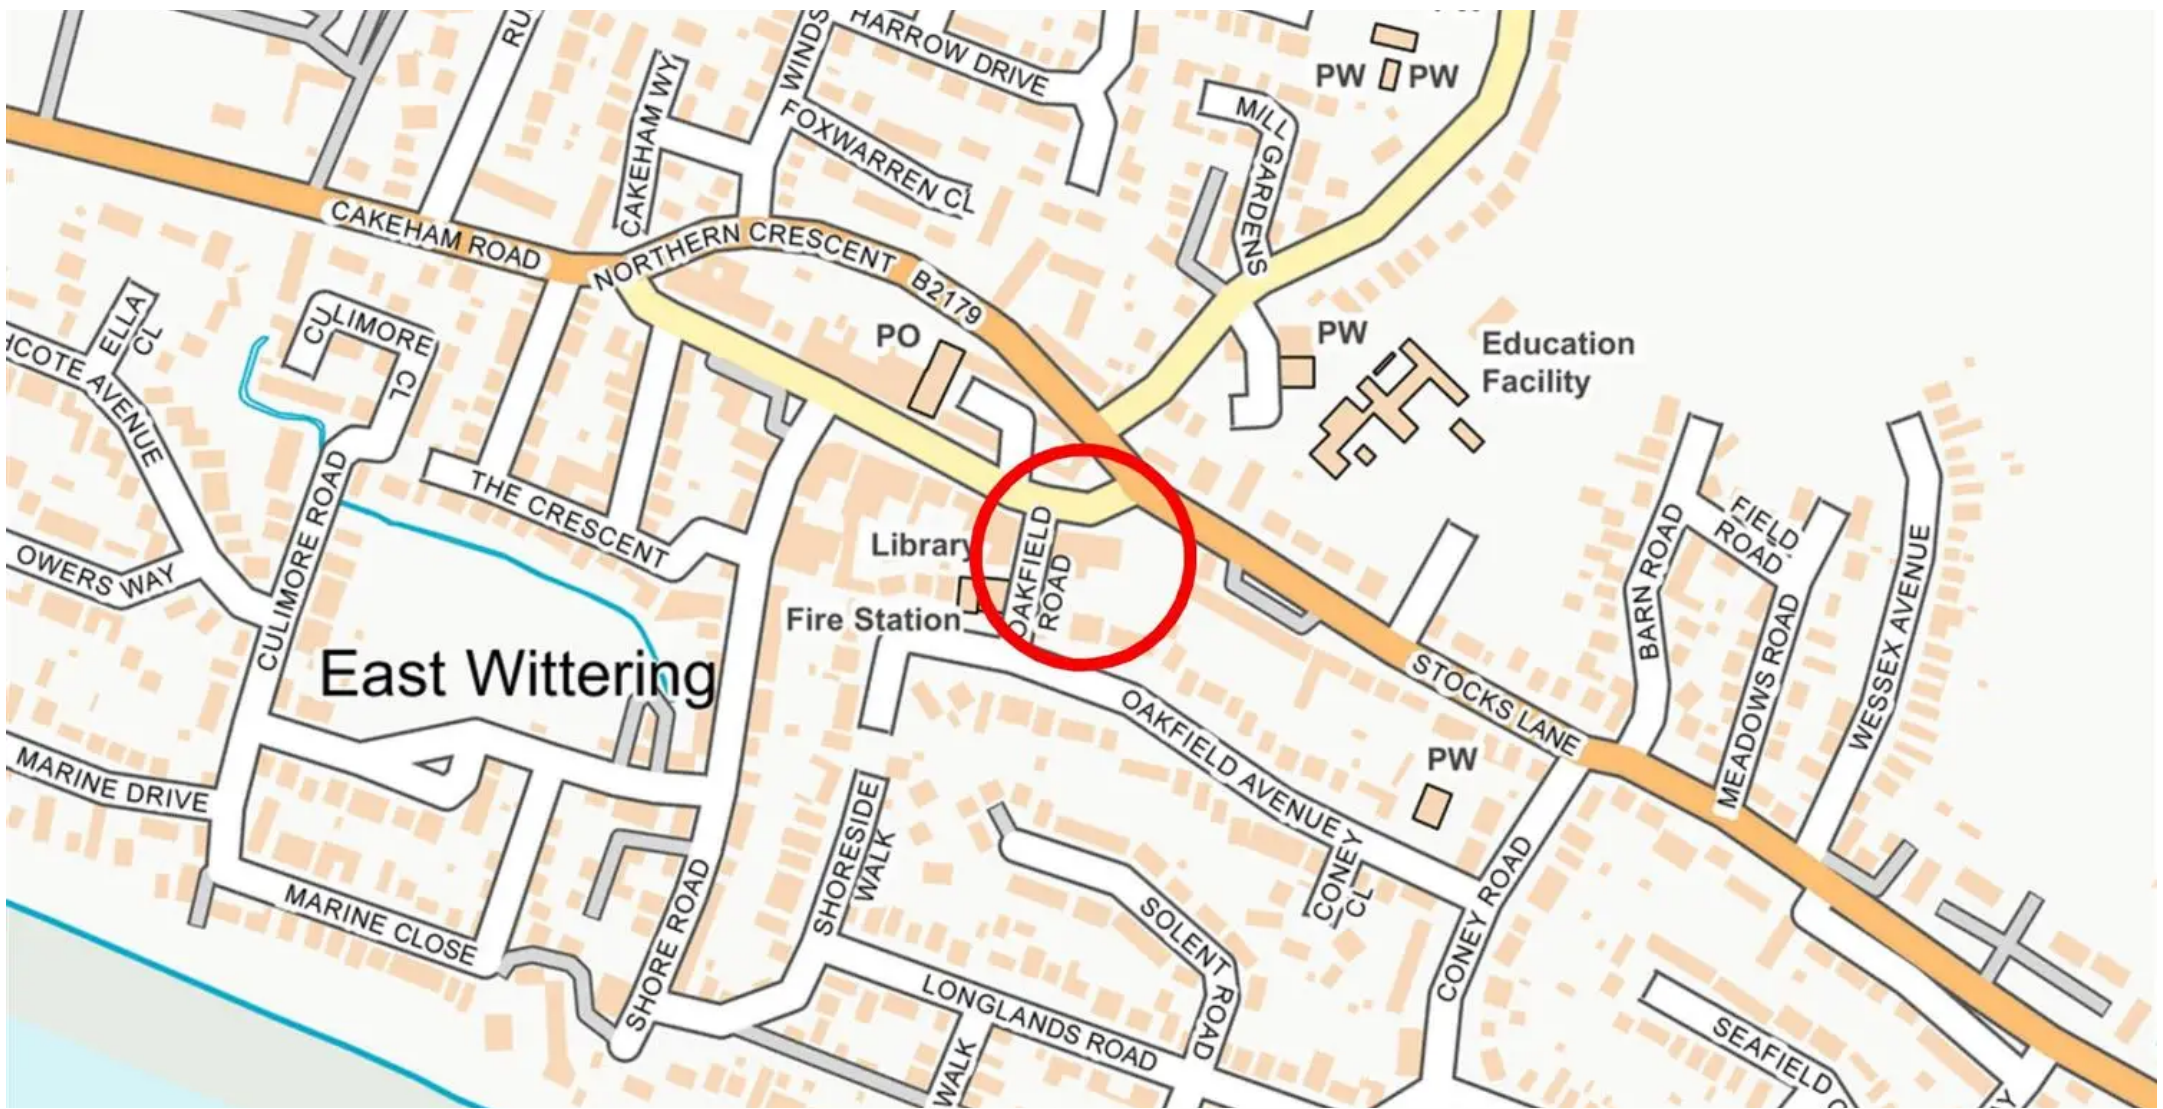 HARROW DRIVE
PW
PW
CAKEHAM WY
FOXWARREN CL
MILL GARDENS
CAKEHAM ROAD
NORTHERN CRESCENT
B2179
ELLA
CL
CULIMORE
CL
PO
PW
Education
Facility
AVENUE
CULIMORE ROAD
THE CRESCENT
OWERS WAY
Library
Fire Station
OAKFIELD
ROAD
BARN ROAD
FIELD
ROAD
MEADOWS ROAD
WESSEX AVENUE
East Wittering
STOCKS LANE
OAKFIELD AVENUE
PW
MARINE DRIVE
MARINE CLOSE
SHORE ROAD
SHORESIDE
WALK
CONEY
CL
CONEY ROAD
SOLENT ROAD
LONGLANDS ROAD
WALK
SEAFIELD